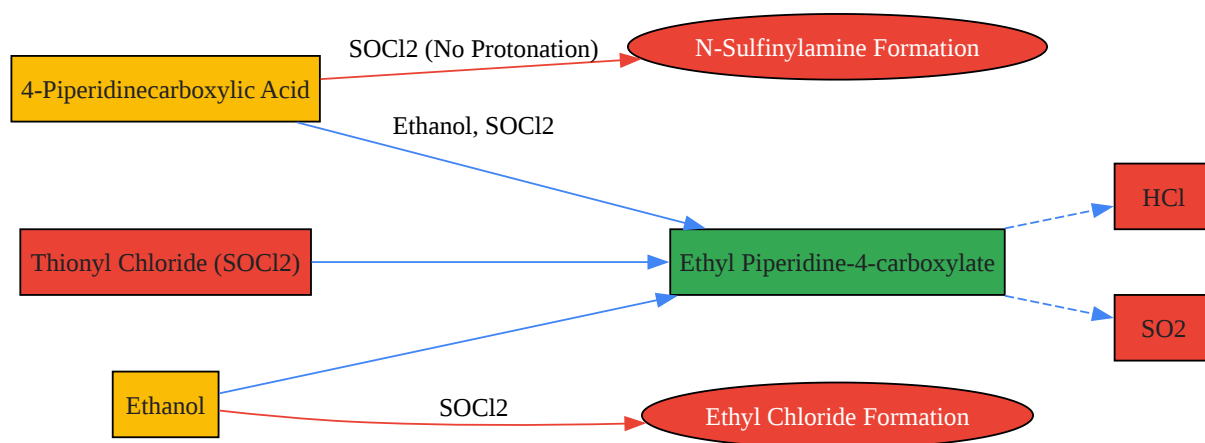 SOCl2 (No Protonation)
N-Sulfinylamine Formation
4-Piperidinecarboxylic Acid
Ethanol, SOCl2
HCl
Thionyl Chloride (SOCl2)
Ethyl Piperidine-4-carboxylate
SO2
Ethanol
SOCl2
Ethyl Chloride Formation